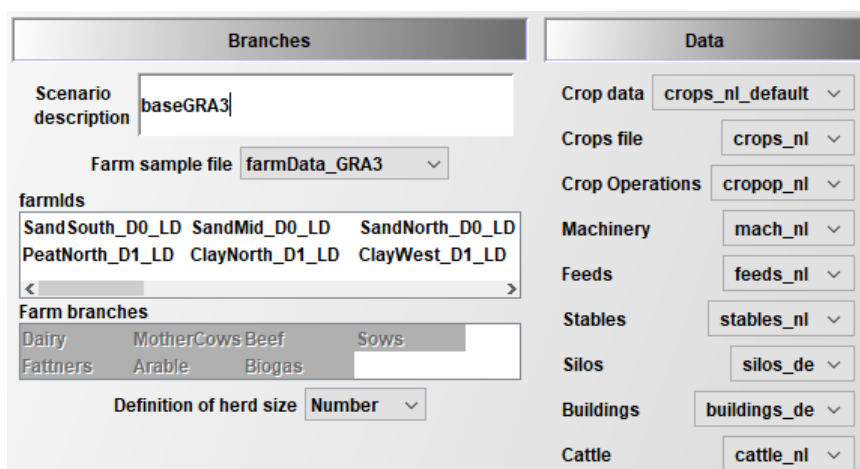 Branches
Scenario description baseGRA3
Farm sample file farmData_GRA3
farmIds
SandSouth_D0_LD SandMid_D0_LD SandNorth_D0_LD
PeatNorth_D1_LD ClayNorth_D1_LD ClayWest_D1_LD
Farm branches
Dairy MotherCows Beef Sows
Fattners Arable Biogas
Definition of herd size Number
Data
Crop data crops_nl_default
Crops file crops_nl
Crop Operations cropop_nl
Machinery mach_nl
Feeds feeds_nl
Stables stables_nl
Silos silos_de
Buildings buildings_de
Cattle cattle_nl